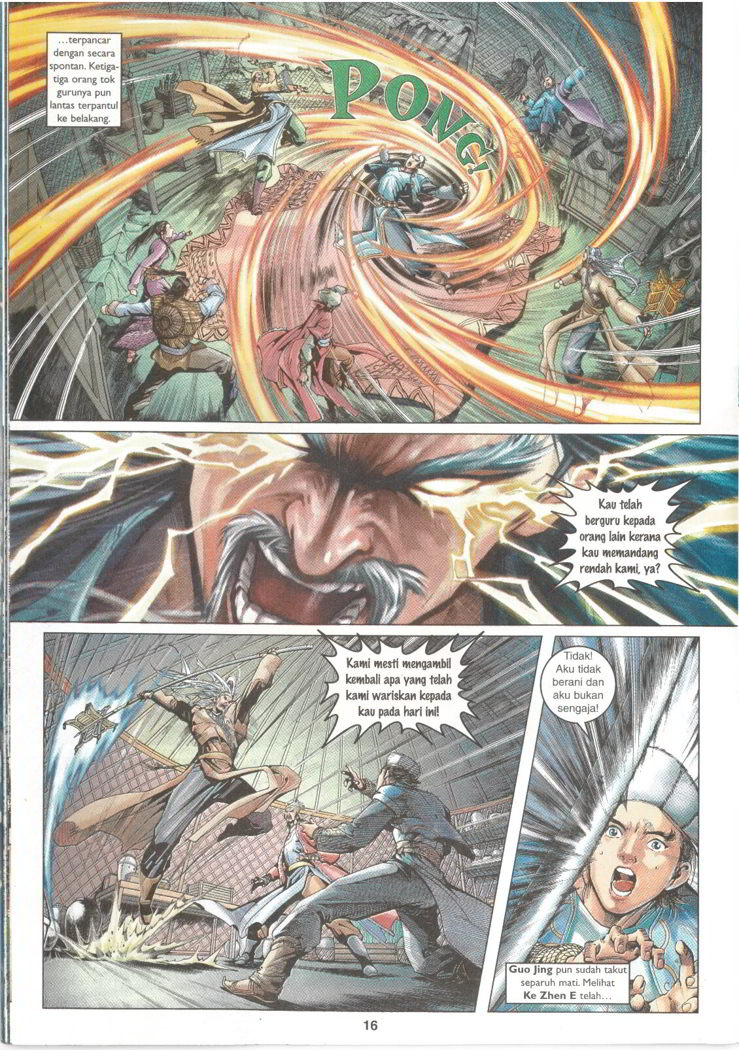 ...terpancar
dengan secara
spontan. Ketiga-
tiga orang tok
gurunya pun
lantas terpantul
ke belakang.
PONG!
Kau telah
berguru kepada
orang lain kerana
kau memandang
rendah kami, ya?
Kami mesti mengambil
kembali apa yang telah
kami wariskan kepada
kau pada hari ini!
Tidak!
Aku tidak
berani dan
aku bukan
sengaja!
Guo Jing pun sudah takut
separuh mati. Melihat
Ke Zhen E telah...
16